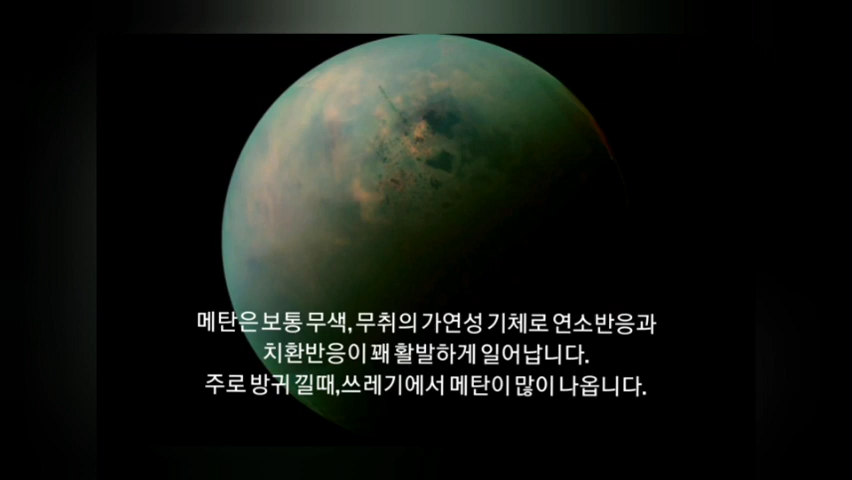 메탄은 보통 무색, 무취의 가연성 기체로 연소반응과
치환반응이 꽤 활발하게 일어납니다.
주로 방귀 낄때,쓰레기에서 메탄이 많이 나옵니다.